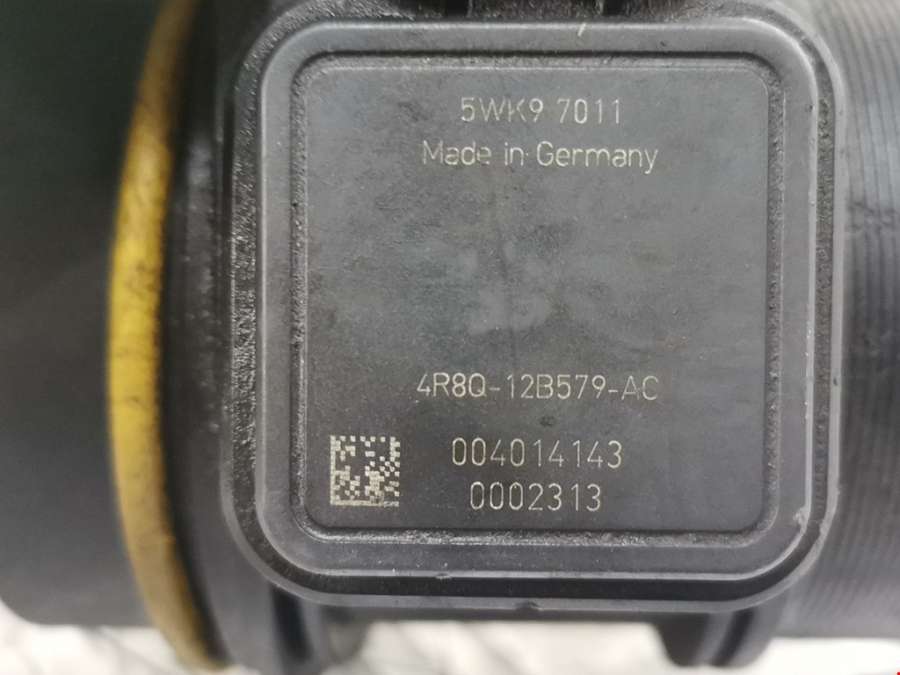 5WK9 7011
Made in Germany
4R8Q-12B579-AC
004014143
0002313